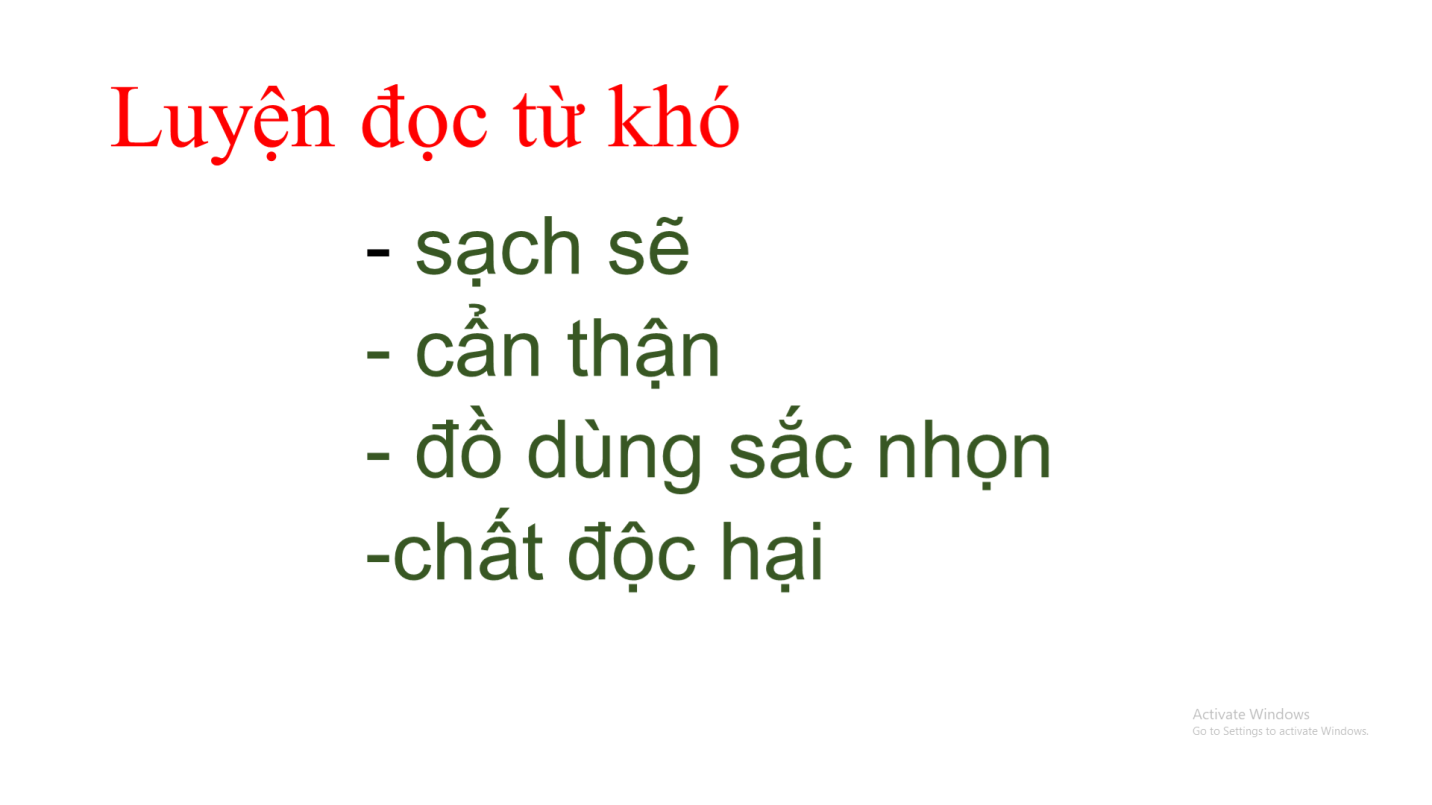 Luyện đọc từ khó
- sạch sẽ
- cẩn thận
- đồ dùng sắc nhọn
-chất độc hại
Activate Windows
Go to Settings to activate Windows.